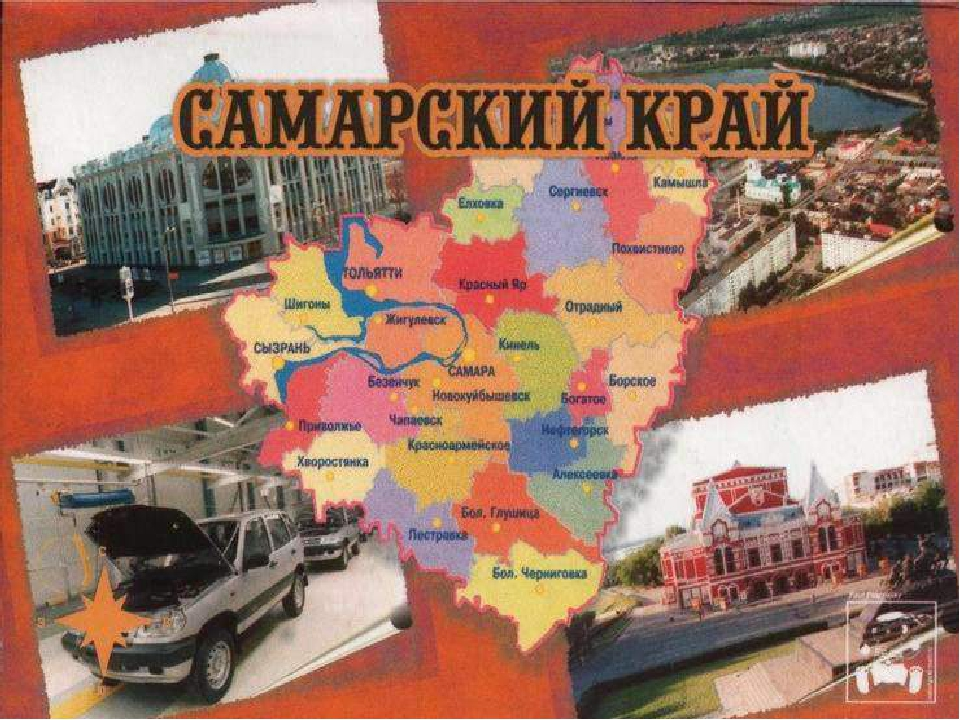 САМАРСКИЙ КРАЙ
Камышла
Сергиевск
Елховка
Похвистнево
ТОЛЬЯТТИ
Красный Яр
Шигоны
Отрадный
Жигулевск
Кинель
СЫЗРАНЬ
САМАРА
Безенчук
Борское
Новокуйбышевск
Богатое
Чапаевск
Приволжье
Нефтегорск
Красноармейское
Хворостянка
Алексеевка
Бол. Глушица
Пестравка
Бол. Черниговка